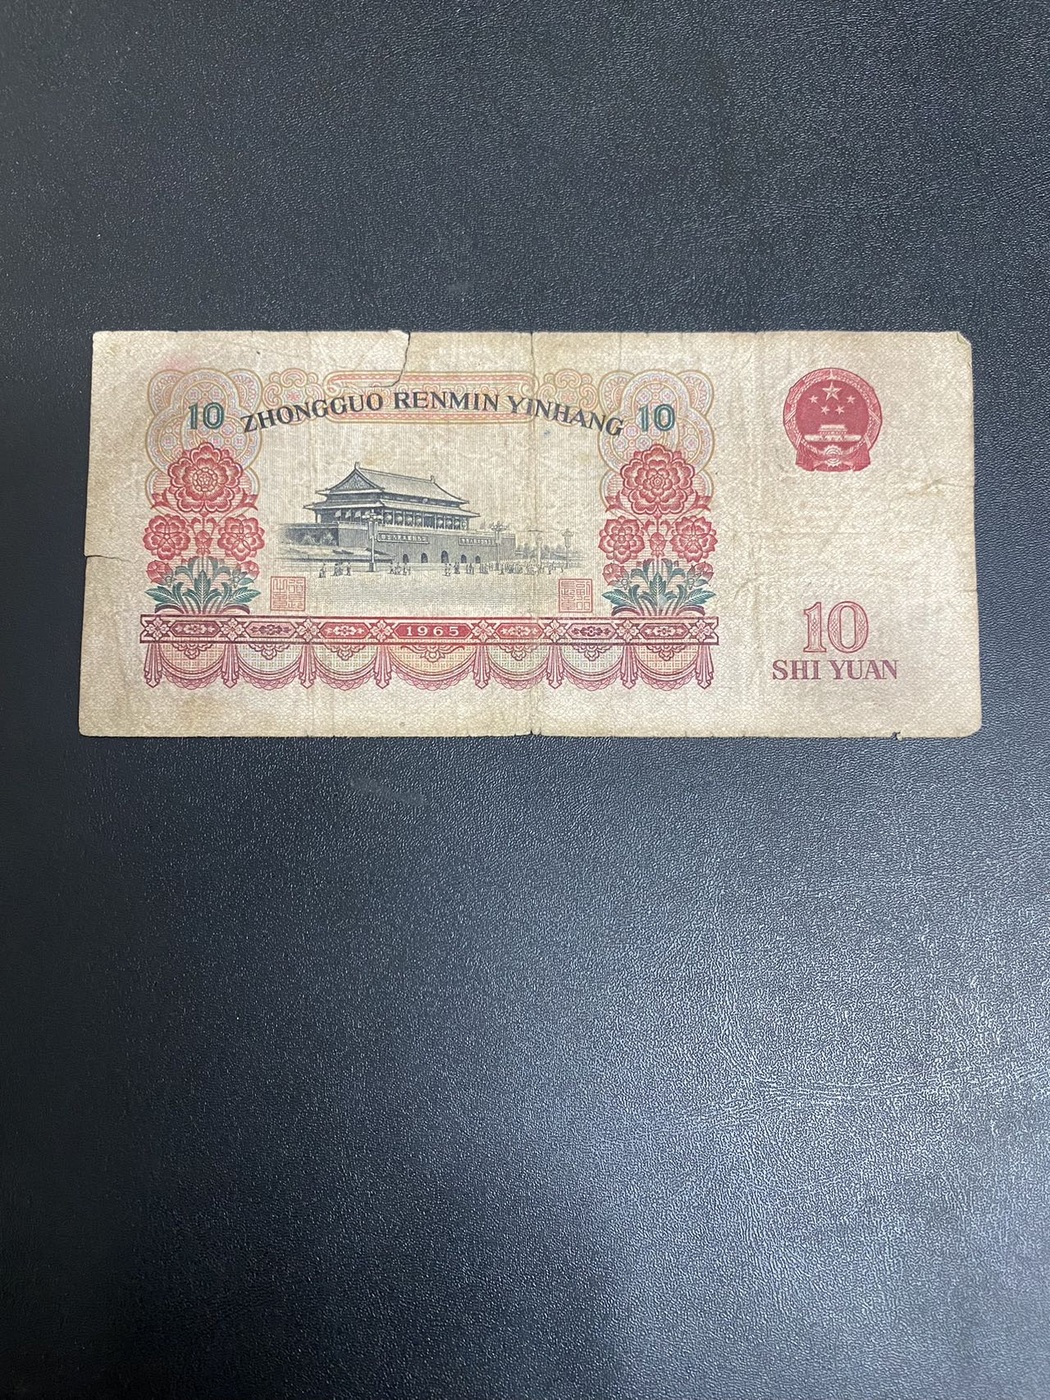 10 ZHONGGUO RENMIN YINHANG 10
1965
10
SHI YUAN